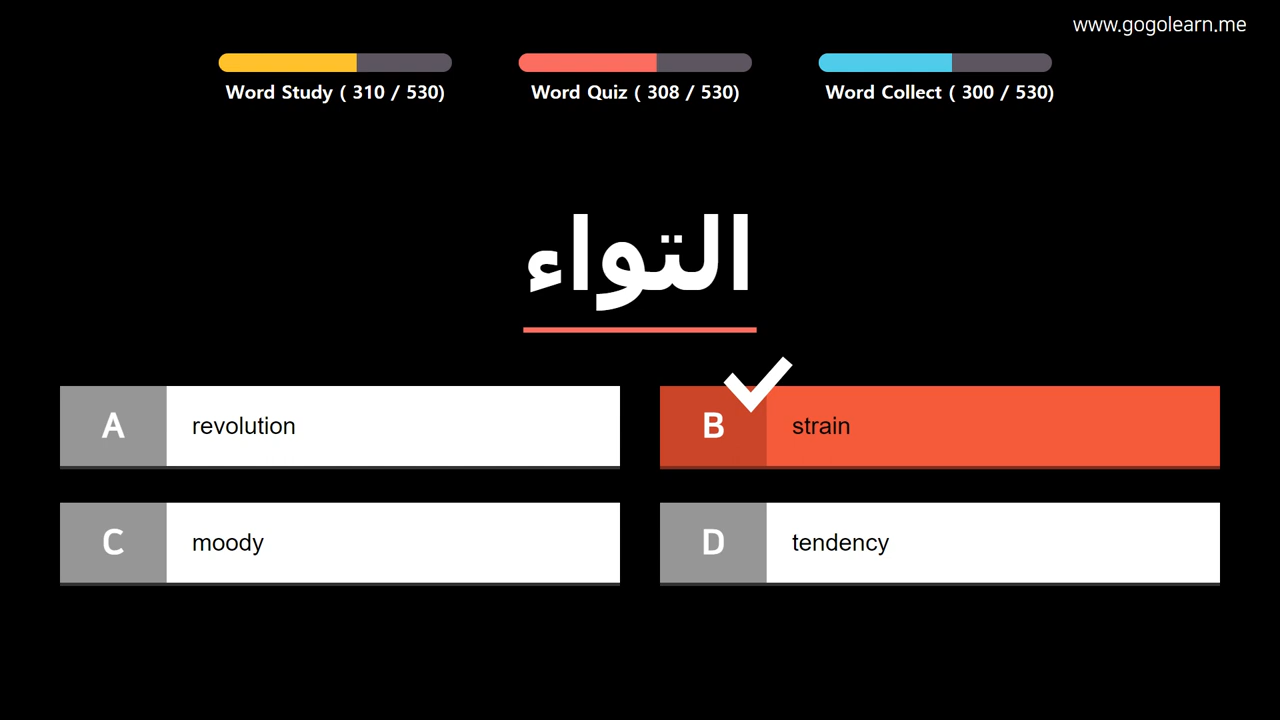 www.gogolearn.me
Word Study ( 310 / 530)
Word Quiz ( 308 / 530)
Word Collect ( 300 / 530)
التواء
A revolution
B strain
C moody
D tendency